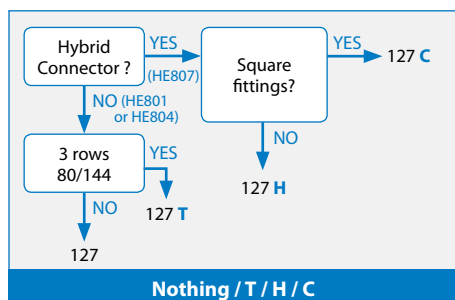 Hybrid
Connector ?
YES
(HE807)
Square
fittings?
YES
127 C
NO (HE801
or HE804)
NO
127 H
3 rows
80/144
YES
127 T
NO
127
Nothing / T / H / C